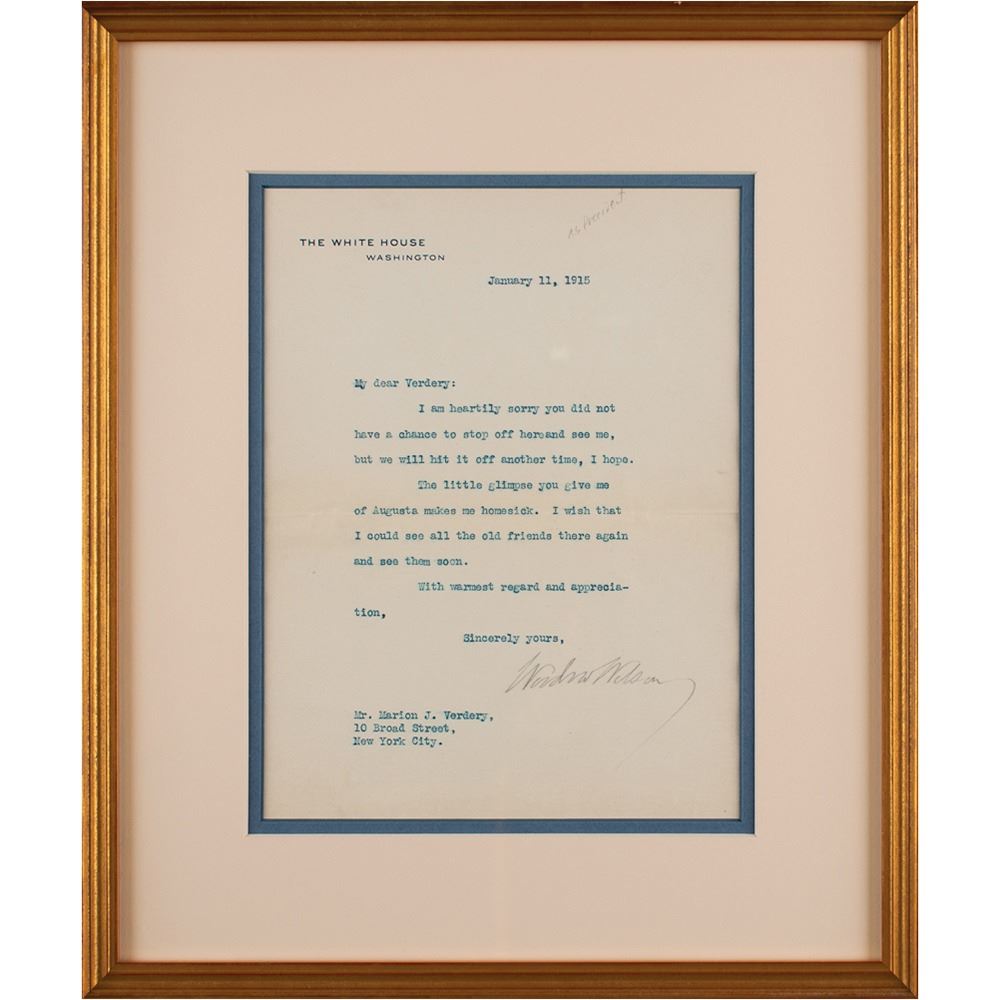 as President
THE WHITE HOUSE
WASHINGTON
January 11, 1915
My dear Verdery:
I am heartily sorry you did not
have a chance to stop off hereand see me,
but we will hit it off another time, I hope.
The little glimpse you give me
of Augusta makes me homesick. I wish that
I could see all the old friends there again
and see them soon.
With warmest regard and apprecia-
tion,
Sincerely yours,
Woodrow Wilson
Mr. Marion J. Verdery,
10 Broad Street,
New York City.